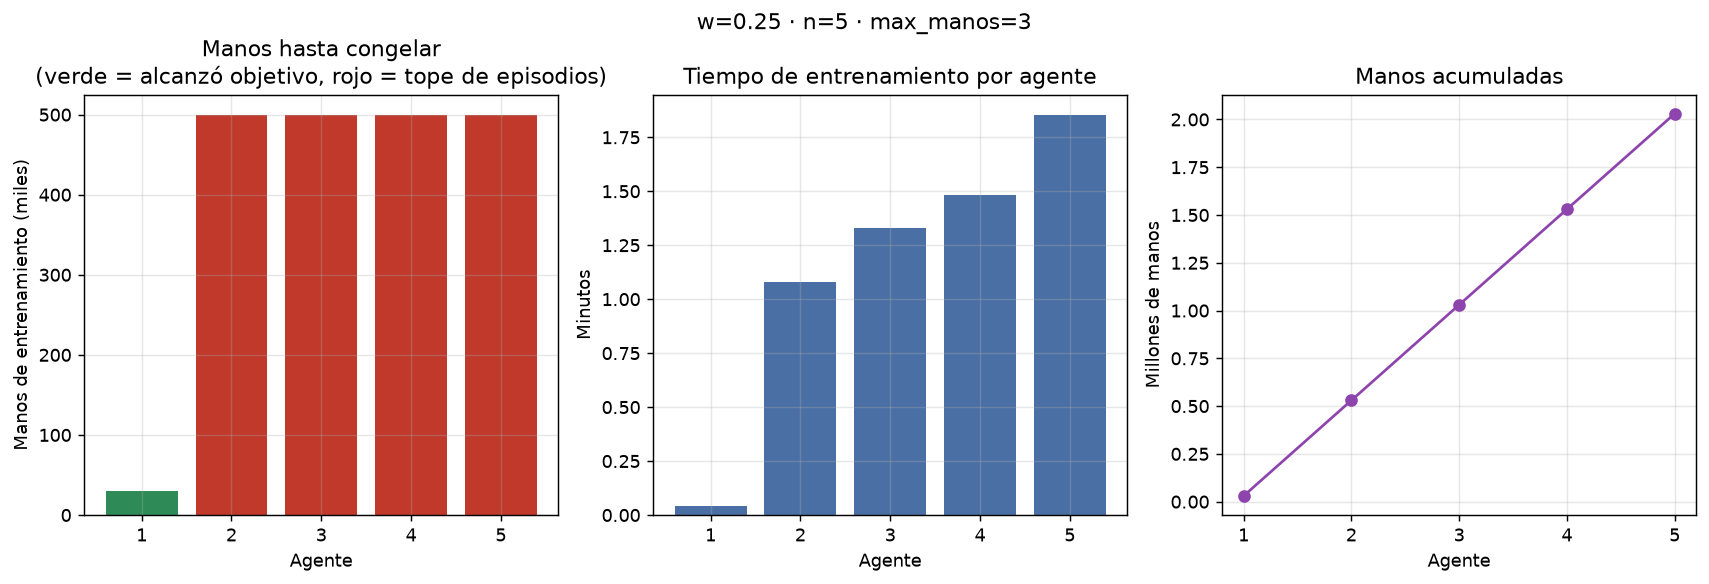 w=0.25 · n=5 · max_manos=3
Manos hasta congelar
(verde = alcanzó objetivo, rojo = tope de episodios)
Manos de entrenamiento (miles)
500
400
300
200
100
0
1 2 3 4 5
Agente
Tiempo de entrenamiento por agente
Minutos
1.75
1.50
1.25
1.00
0.75
0.50
0.25
0.00
1 2 3 4 5
Agente
Manos acumuladas
Millones de manos
2.00
1.75
1.50
1.25
1.00
0.75
0.50
0.25
0.00
1 2 3 4 5
Agente